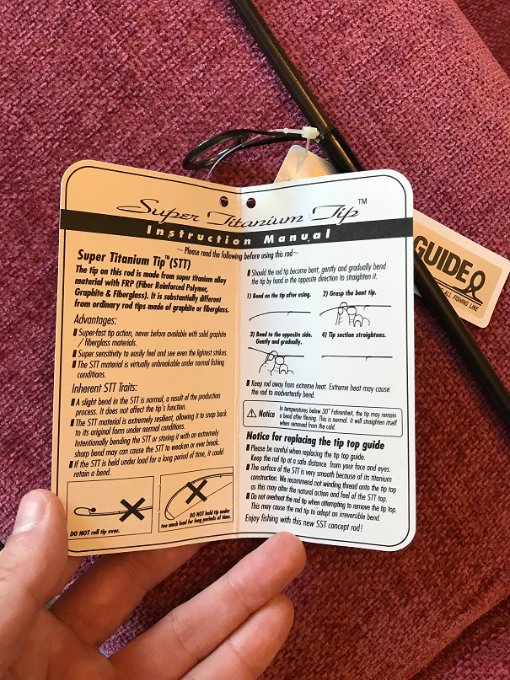 Super Titanium Tip™
Instruction Manual
Please read the following before using this rod
Super Titanium Tip™(STT)
The tip on this rod is made from super titanium alloy
material with FRP (Fiber Reinforced Polymer,
Graphite & Fiberglass). It is substantially different
from ordinary rod tips made of graphite or fiberglass.
Advantages:
Super-fast tip action, never before available with solid graphite
/ fiberglass materials.
Super sensitivity to easily feel and see even the lightest strikes.
The STT material is virtually unbreakable under normal fishing
conditions.
Inherent STT Traits:
A slight bend in the STT is normal, a result of the production
process. It does not affect the tip's function.
The STT material is extremely resilient, allowing it to snap back
to its original form under normal conditions.
Intentionally bending the STT or storing it with an extremely
sharp bend may can cause the STT to weaken or even break.
If the STT is held under load for a long period of time, it could
retain a bend.
DO NOT roll tip over.
DO NOT hold tip under
too much load for long periods of time.
Should the rod tip become bent, gently and gradually bend
the tip by hand in the opposite direction to straighten it.
1) Bend on the tip after using.
2) Grasp the bent tip.
3) Bend to the opposite side.
Gently and gradually.
4) Tip section straightens.
Keep rod away from extreme heat. Extreme heat may cause
the rod to inadvertently bend.
Notice
In temperatures below 30° Fahrenheit, the tip may remain
a bend after flexing. This is normal. It will straighten itself
when removed from the cold.
Notice for replacing the tip top guide
Please be careful when replacing the tip top guide.
Keep the rod tip at a safe distance from your face and eyes.
The surface of the STT is very smooth because of its titanium
construction. We recommend not winding thread onto the tip top
as this may alter the natural action and feel of the STT top.
Do not overheat the rod tip when attempting to remove the tip top.
This may cause the rod to adapt an irreversible bend.
Enjoy fishing with this new SST concept rod!
GUIDE
FISHING LINE